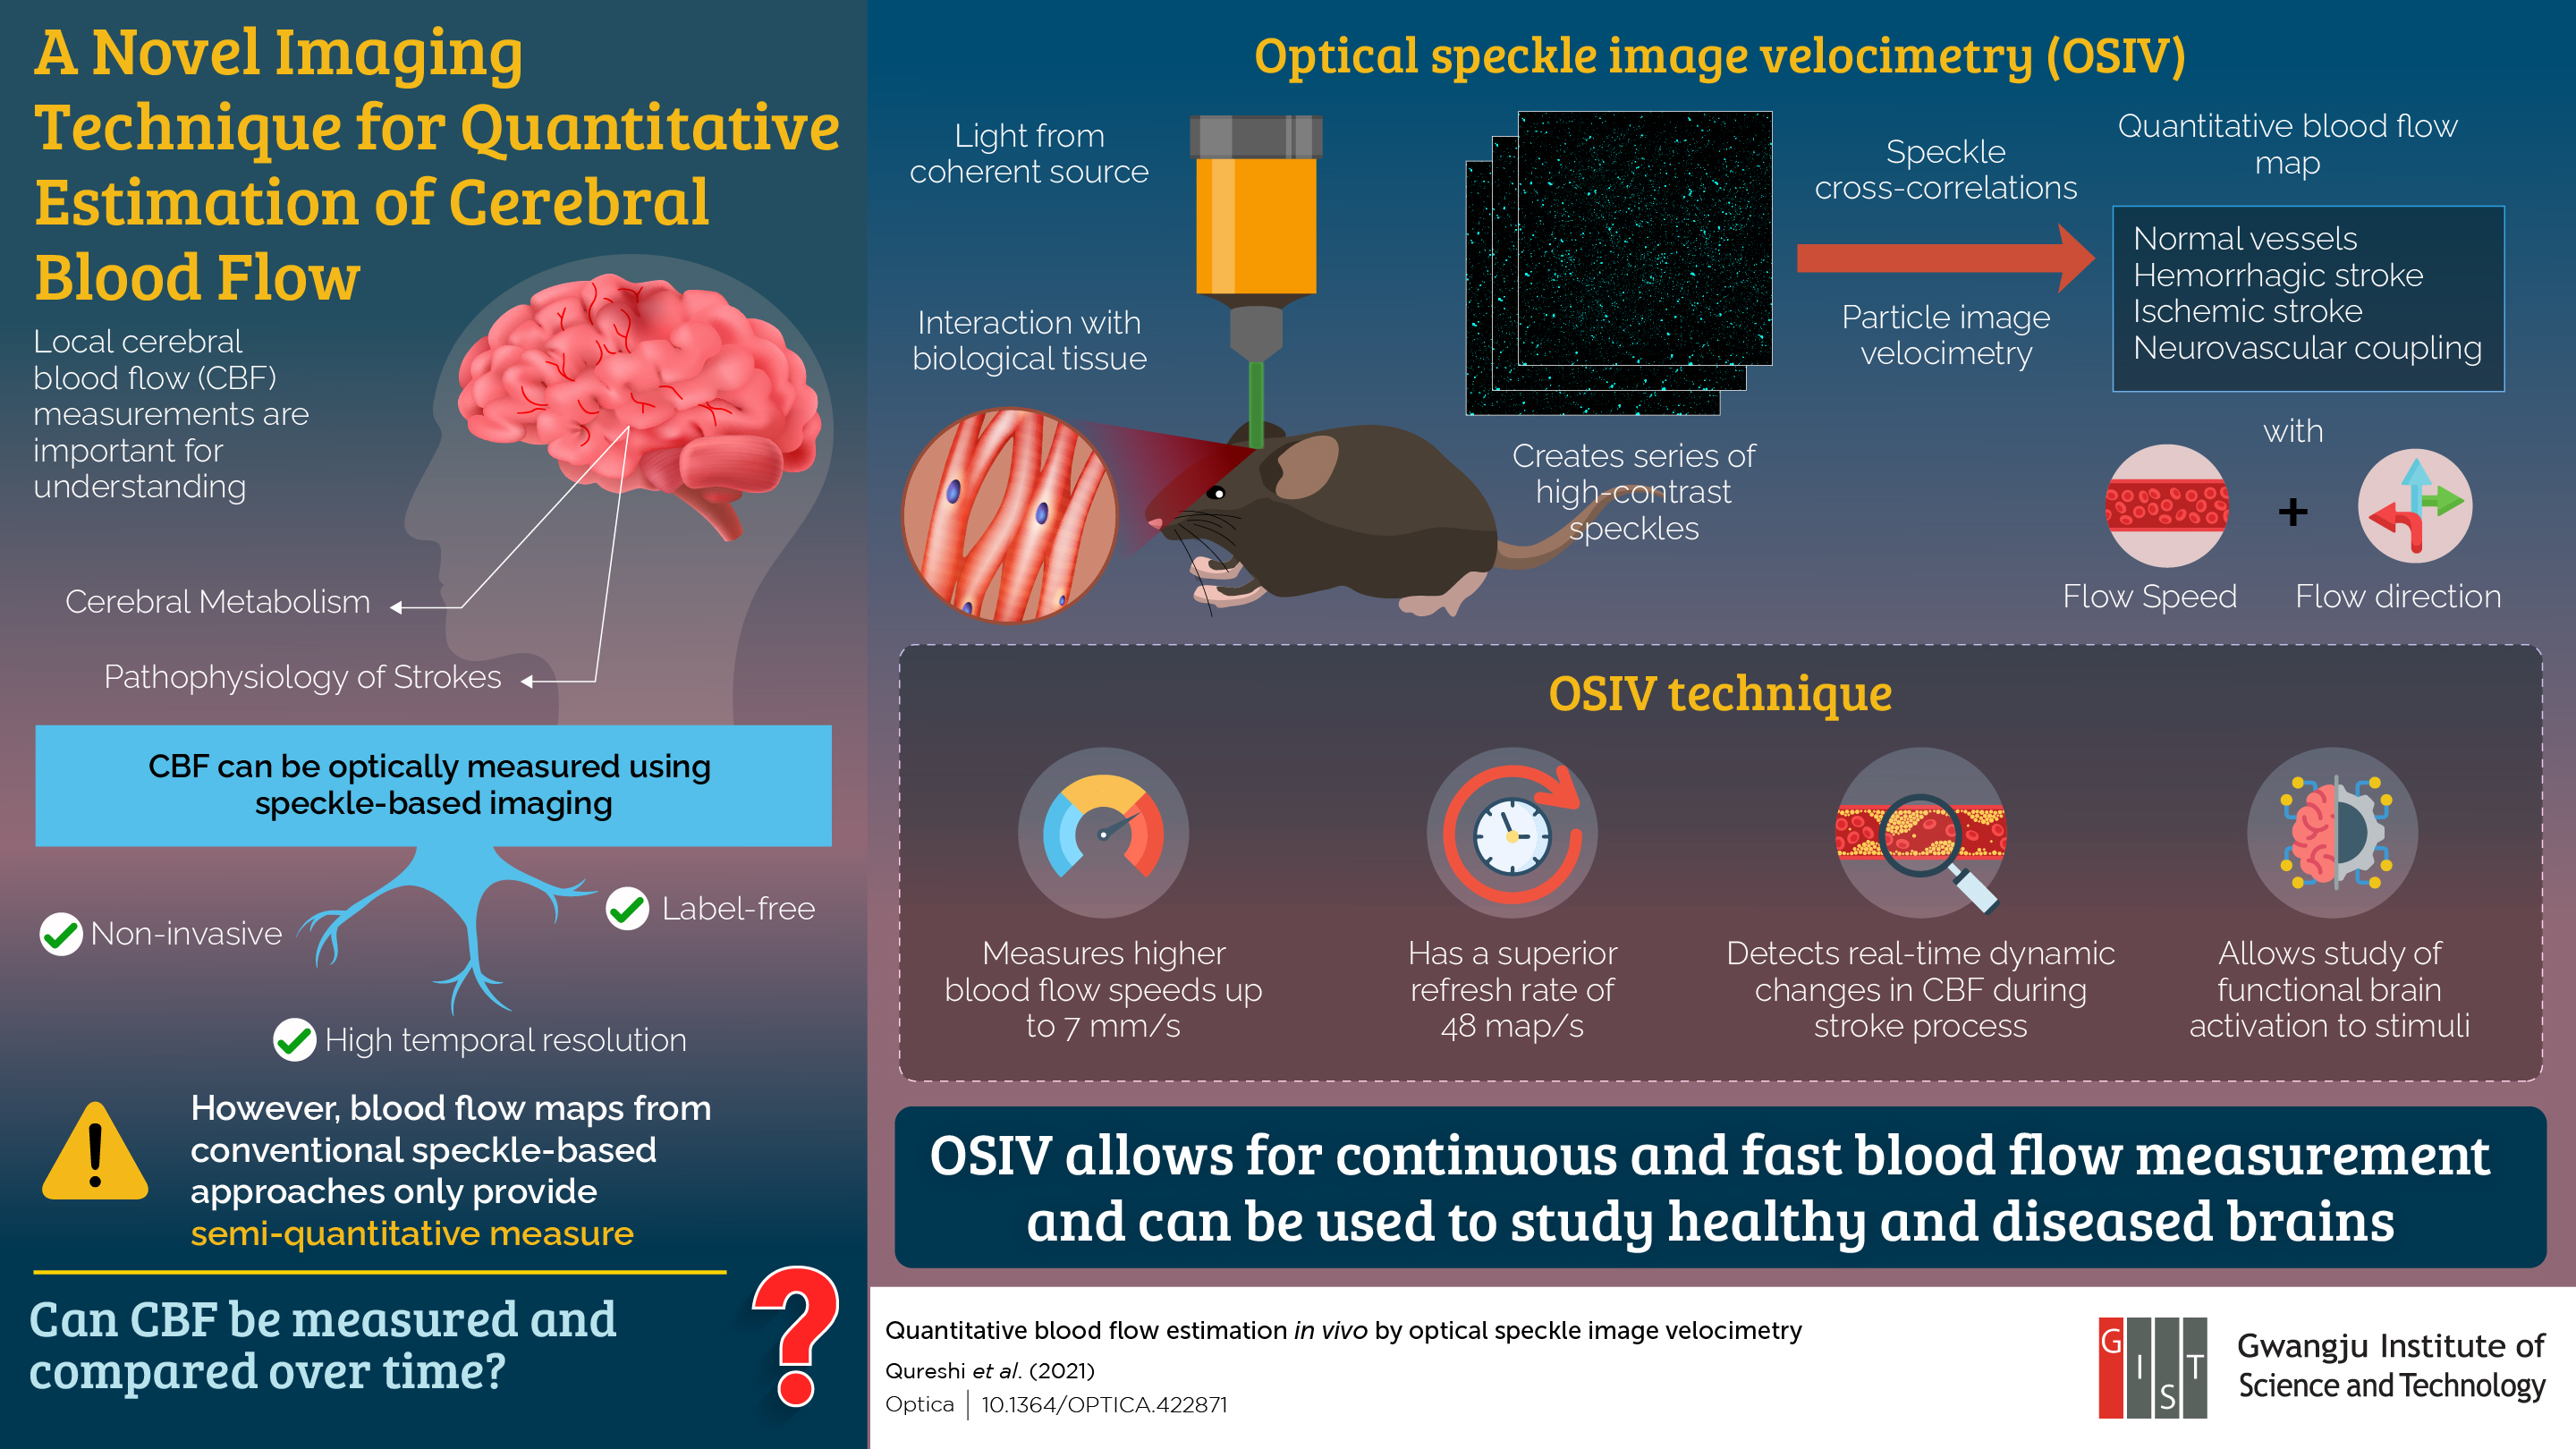 A Novel Imaging
Technique for Quantitative
Estimation of Cerebral
Blood Flow
Local cerebral
blood flow (CBF)
measurements are
important for
understanding
Cerebral Metabolism
Pathophysiology of Strokes
CBF can be optically measured using
speckle-based imaging
Non-invasive
Label-free
High temporal resolution
However, blood flow maps from
conventional speckle-based
approaches only provide
semi-quantitative measure
Can CBF be measured and
compared over time?
Optical speckle image velocimetry (OSIV)
Light from
coherent source
Interaction with
biological tissue
Creates series of
high-contrast
speckles
Speckle
cross-correlations
Particle image
velocimetry
Quantitative blood flow
map
Normal vessels
Hemorrhagic stroke
Ischemic stroke
Neurovascular coupling
with
+
Flow Speed
Flow direction
OSIV technique
Measures higher
blood flow speeds up
to 7 mm/s
Has a superior
refresh rate of
48 map/s
Detects real-time dynamic
changes in CBF during
stroke process
Allows study of
functional brain
activation to stimuli
OSIV allows for continuous and fast blood flow measurement
and can be used to study healthy and diseased brains
Quantitative blood flow estimation in vivo by optical speckle image velocimetry
Qureshi et al. (2021)
Optica | 10.1364/OPTICA.422871
GIST
Gwangju Institute of
Science and Technology